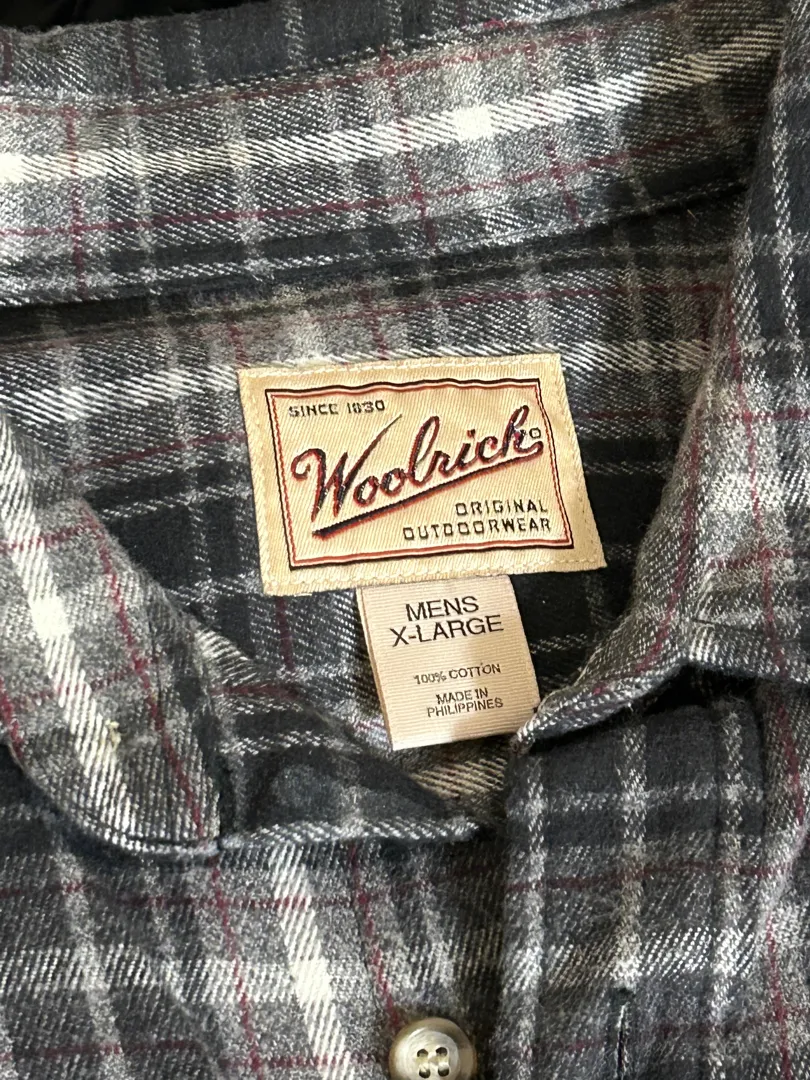 SINCE 1830
Woolrich
ORIGINAL
OUTDOORWEAR
MENS
X-LARGE
100% COTTON
MADE IN
PHILIPPINES